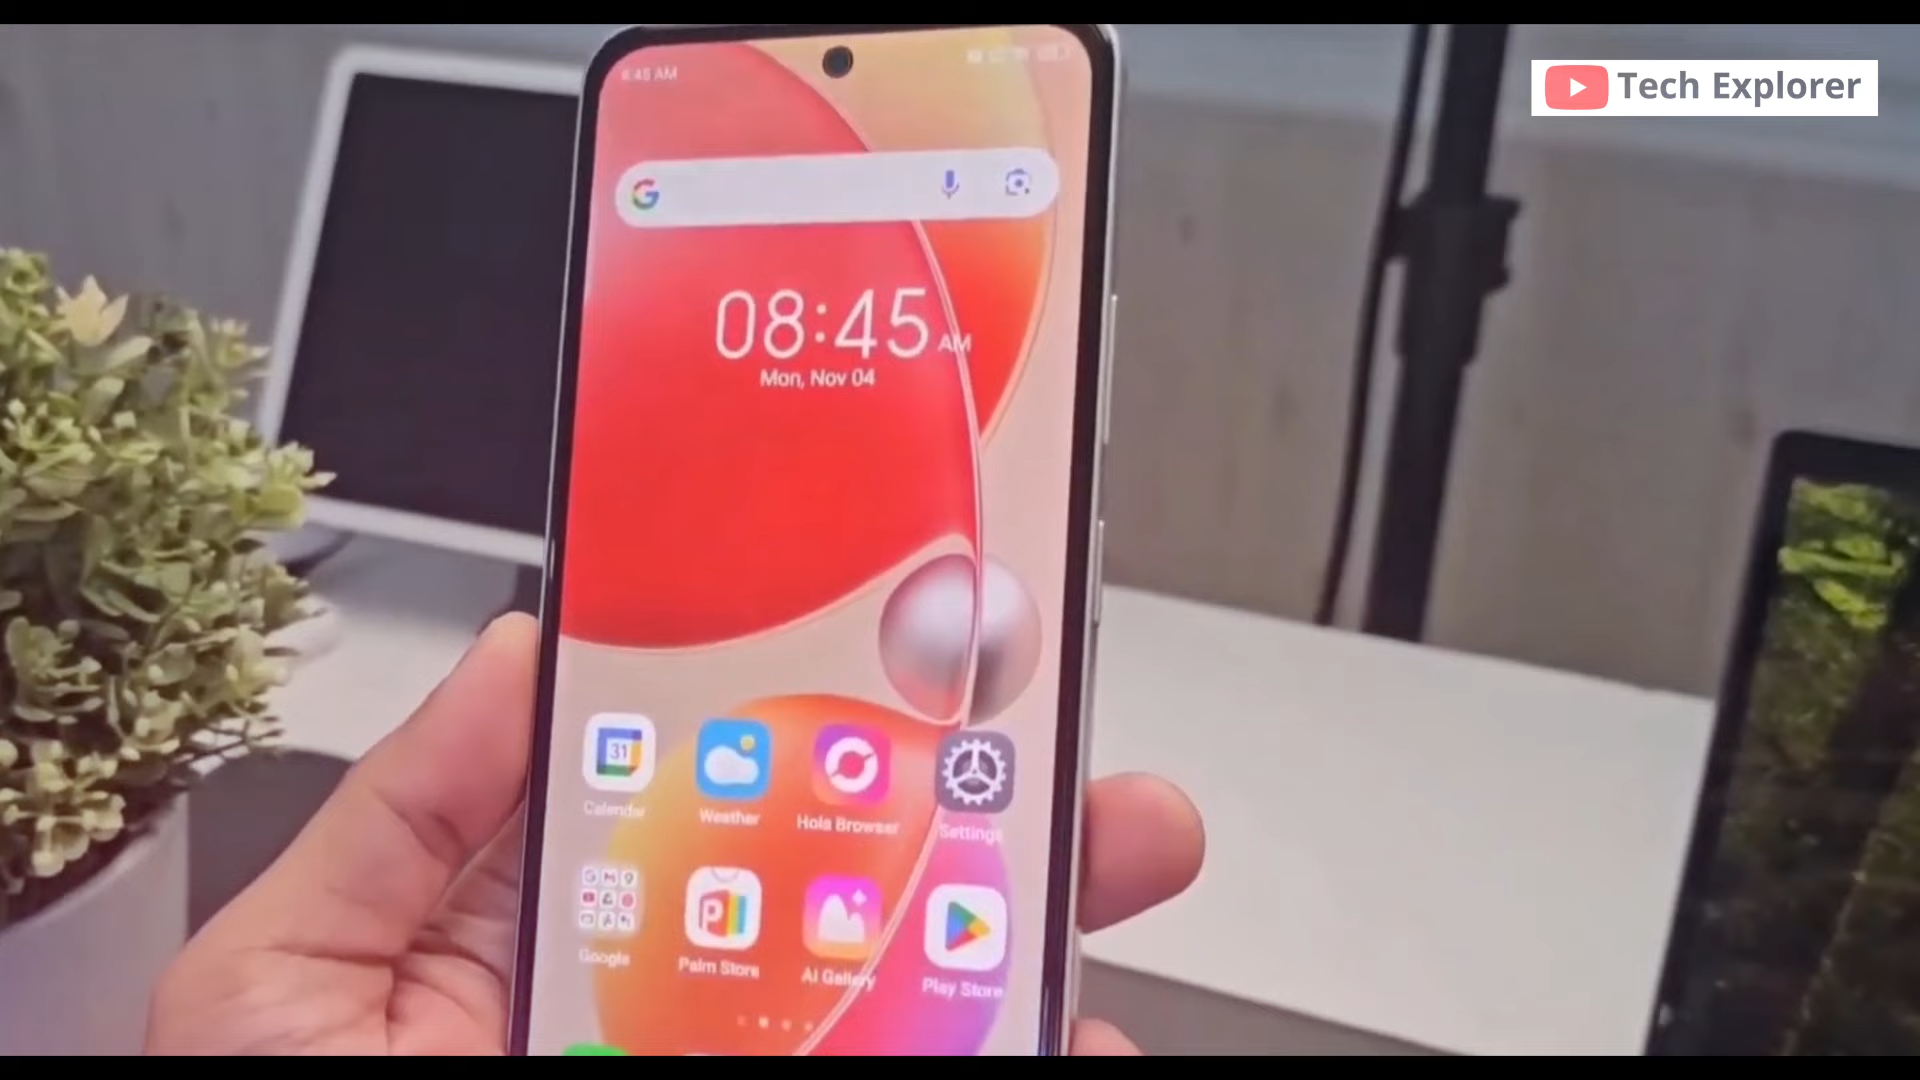 Tech Explorer
8:45 AM
08:45 AM
Mon, Nov 04
31
Calendar
Weather
Hola Browser
Settings
Google
Palm Store
AI Gallery
Play Store